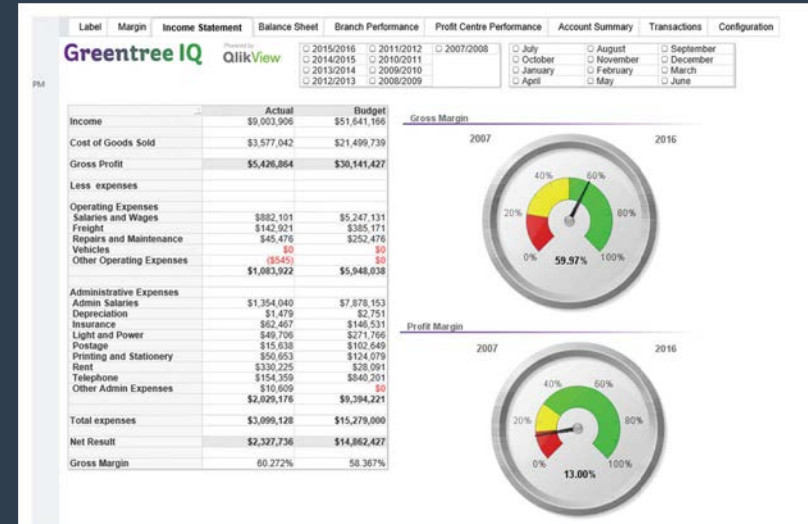 Label Margin Income Statement Balance Sheet Branch Performance Profit Centre Performance Account Summary Transactions Configuration
Greentree IQ Powered by QlikView
2015/2016 2011/2012 2007/2008 July August September
2014/2015 2010/2011 October November December
2013/2014 2009/2010 January February March
2012/2013 2008/2009 April May June
PM
Actual Budget
Income $9,003,906 $51,641,166
Cost of Goods Sold $3,577,042 $21,499,739
Gross Profit $5,426,864 $30,141,427
Less expenses
Operating Expenses
Salaries and Wages $882,101 $5,247,131
Freight $142,921 $385,171
Repairs and Maintenance $45,476 $252,476
Vehicles $0 $0
Other Operating Expenses ($545) $0
$1,083,922 $5,948,038
Administrative Expenses
Admin Salaries $1,354,040 $7,878,153
Depreciation $1,479 $2,751
Insurance $62,467 $146,531
Light and Power $49,706 $271,766
Postage $15,638 $102,649
Printing and Stationery $50,653 $124,079
Rent $330,225 $28,091
Telephone $154,359 $840,201
Other Admin Expenses $10,609 $0
$2,029,176 $9,394,221
Total expenses $3,099,128 $15,279,000
Net Result $2,327,736 $14,862,427
Gross Margin 60.272% 58.367%
Gross Margin
2007 2016
40% 60%
20% 80%
0% 59.97% 100%
Profit Margin
2007 2016
40% 60%
20% 80%
0% 13.00% 100%